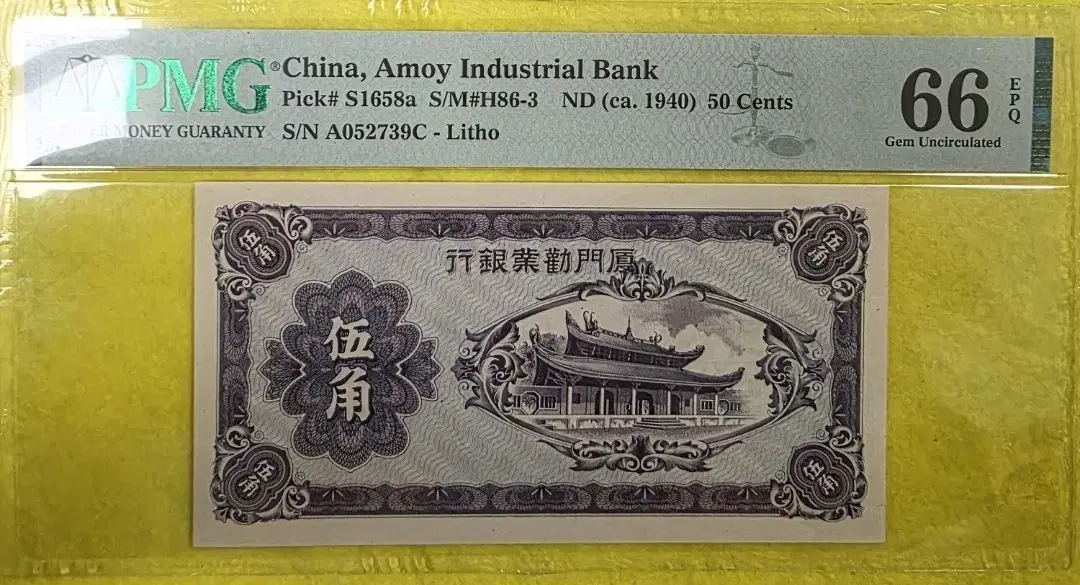 PMG®
PAPER MONEY GUARANTY
China, Amoy Industrial Bank
Pick# S1658a S/M#H86-3 ND (ca. 1940) 50 Cents
S/N A052739C - Litho
66 EPQ
Gem Uncirculated
伍角
伍角
行銀業勸門廈
伍角
伍角
伍角